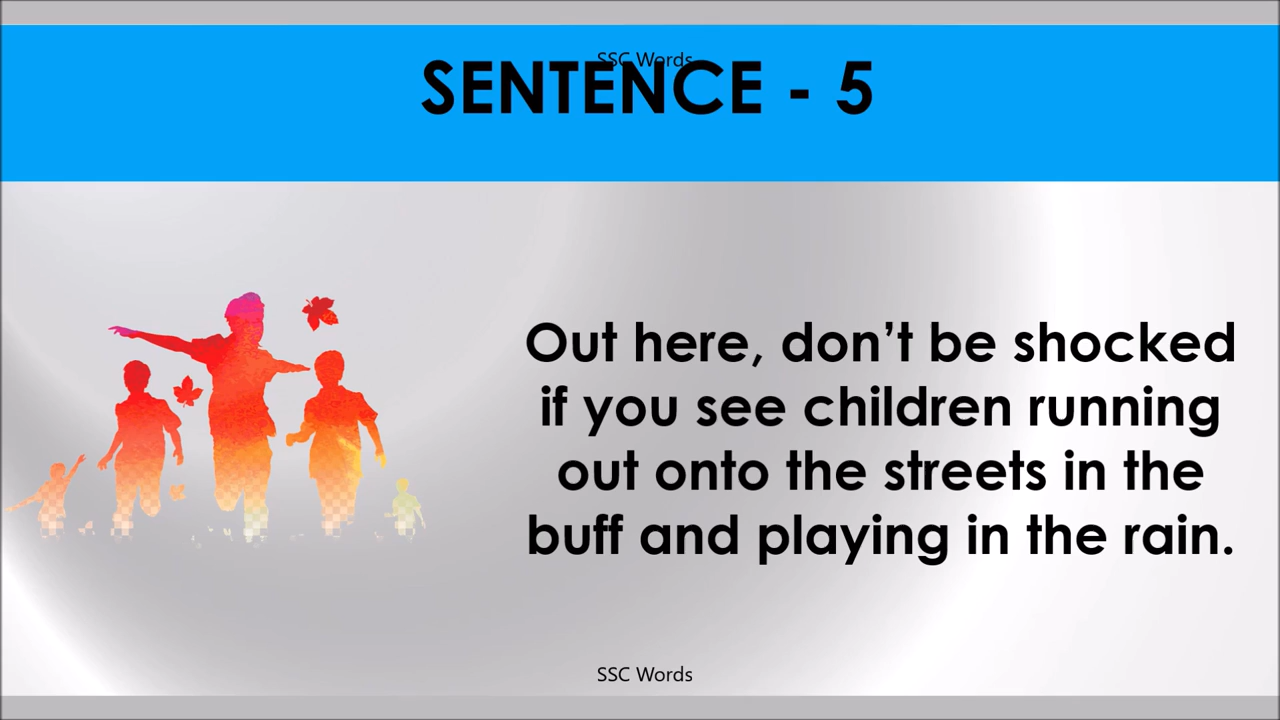 SSC Words
SENTENCE - 5
Out here, don’t be shocked
if you see children running
out onto the streets in the
buff and playing in the rain.
SSC Words